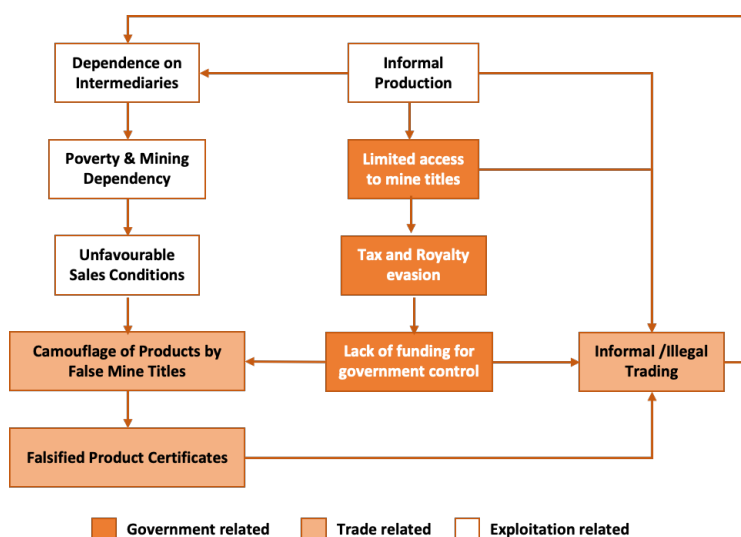 Dependence on
Intermediaries
Informal
Production
Poverty & Mining
Dependency
Limited access
to mine titles
Unfavourable
Sales Conditions
Tax and Royalty
evasion
Camouflage of Products by
False Mine Titles
Lack of funding for
government control
Informal /Illegal
Trading
Falsified Product Certificates
Government related
Trade related
Exploitation related